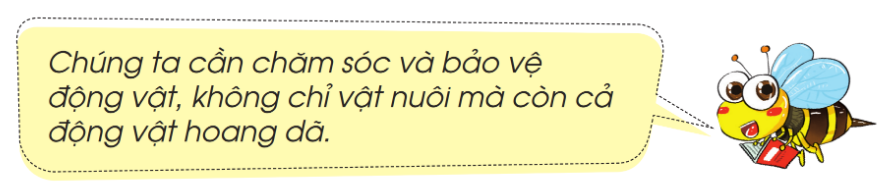 Chúng ta cần chăm sóc và bảo vệ
động vật, không chỉ vật nuôi mà còn cả
động vật hoang dã.